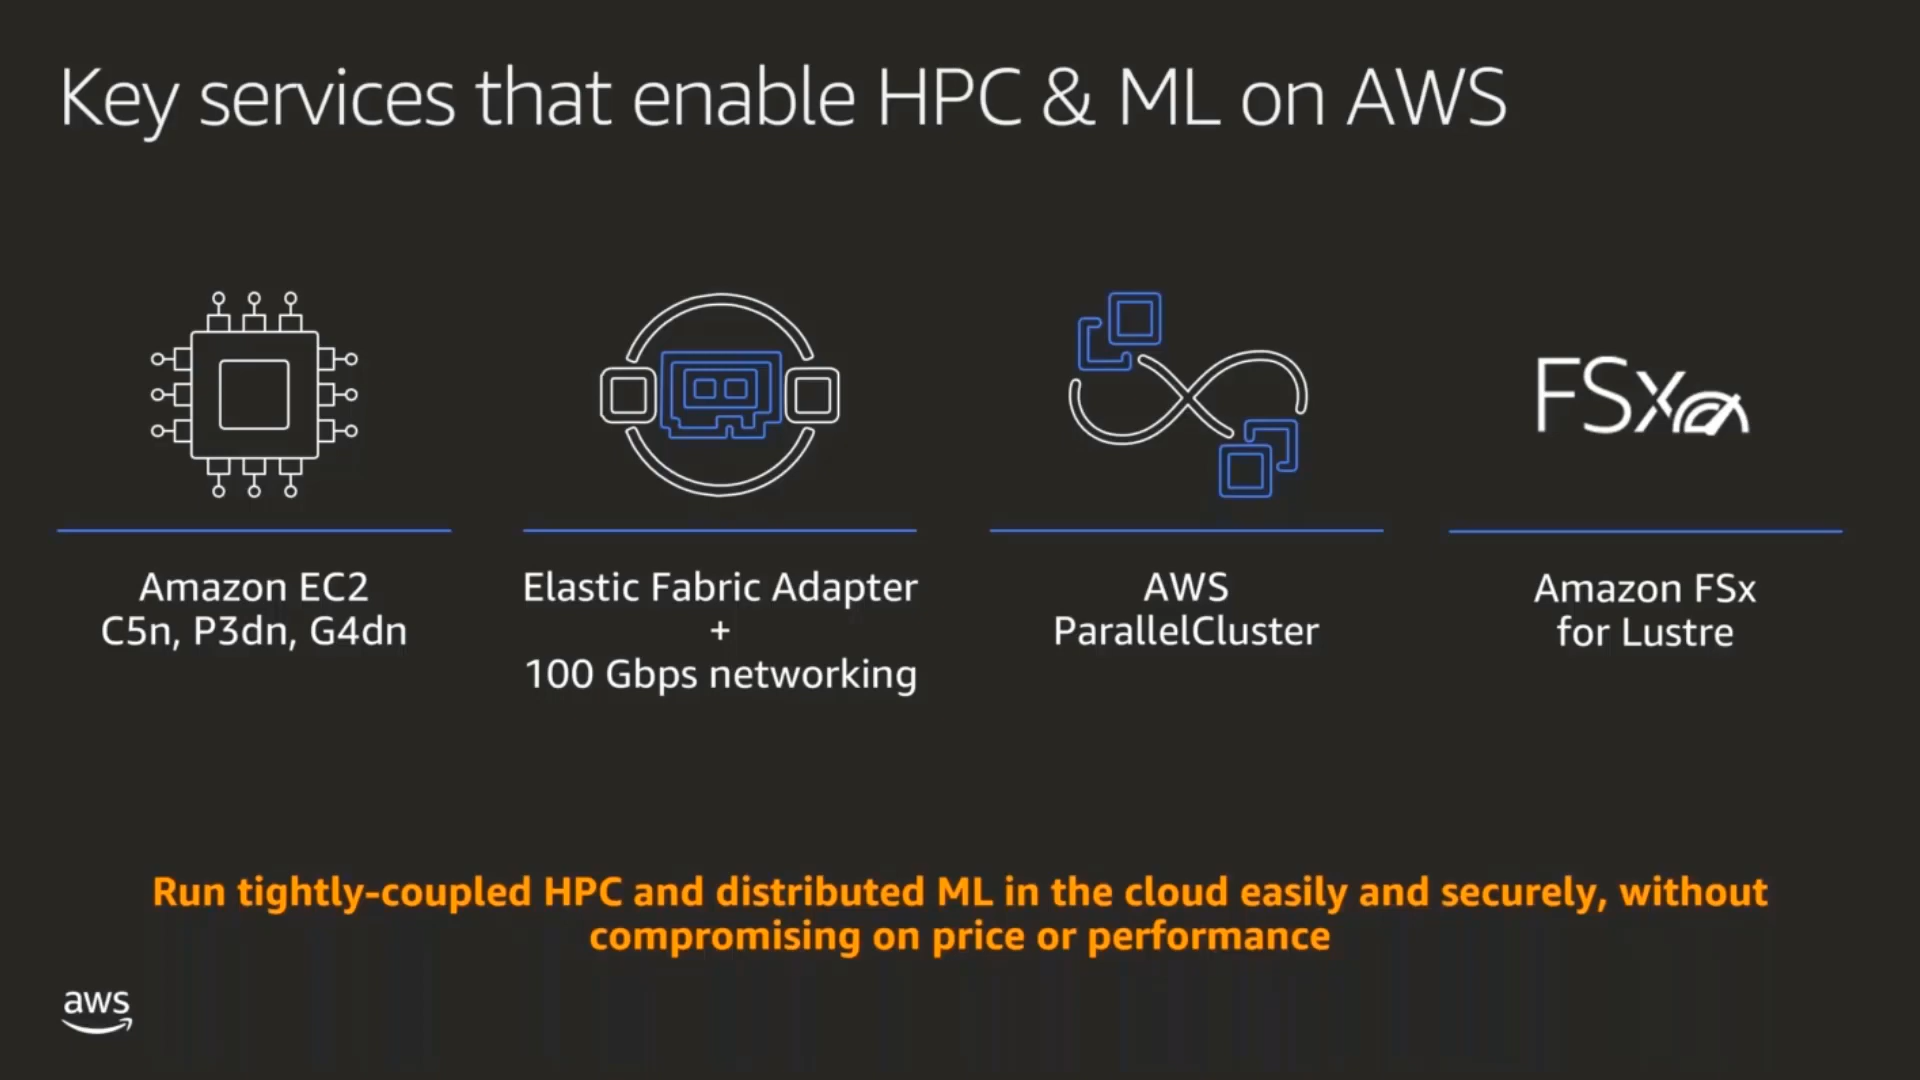 Key services that enable HPC & ML on AWS
FSx
Amazon EC2
C5n, P3dn, G4dn
Elastic Fabric Adapter
+
100 Gbps networking
AWS
ParallelCluster
Amazon FSx
for Lustre
Run tightly-coupled HPC and distributed ML in the cloud easily and securely, without
compromising on price or performance
aws